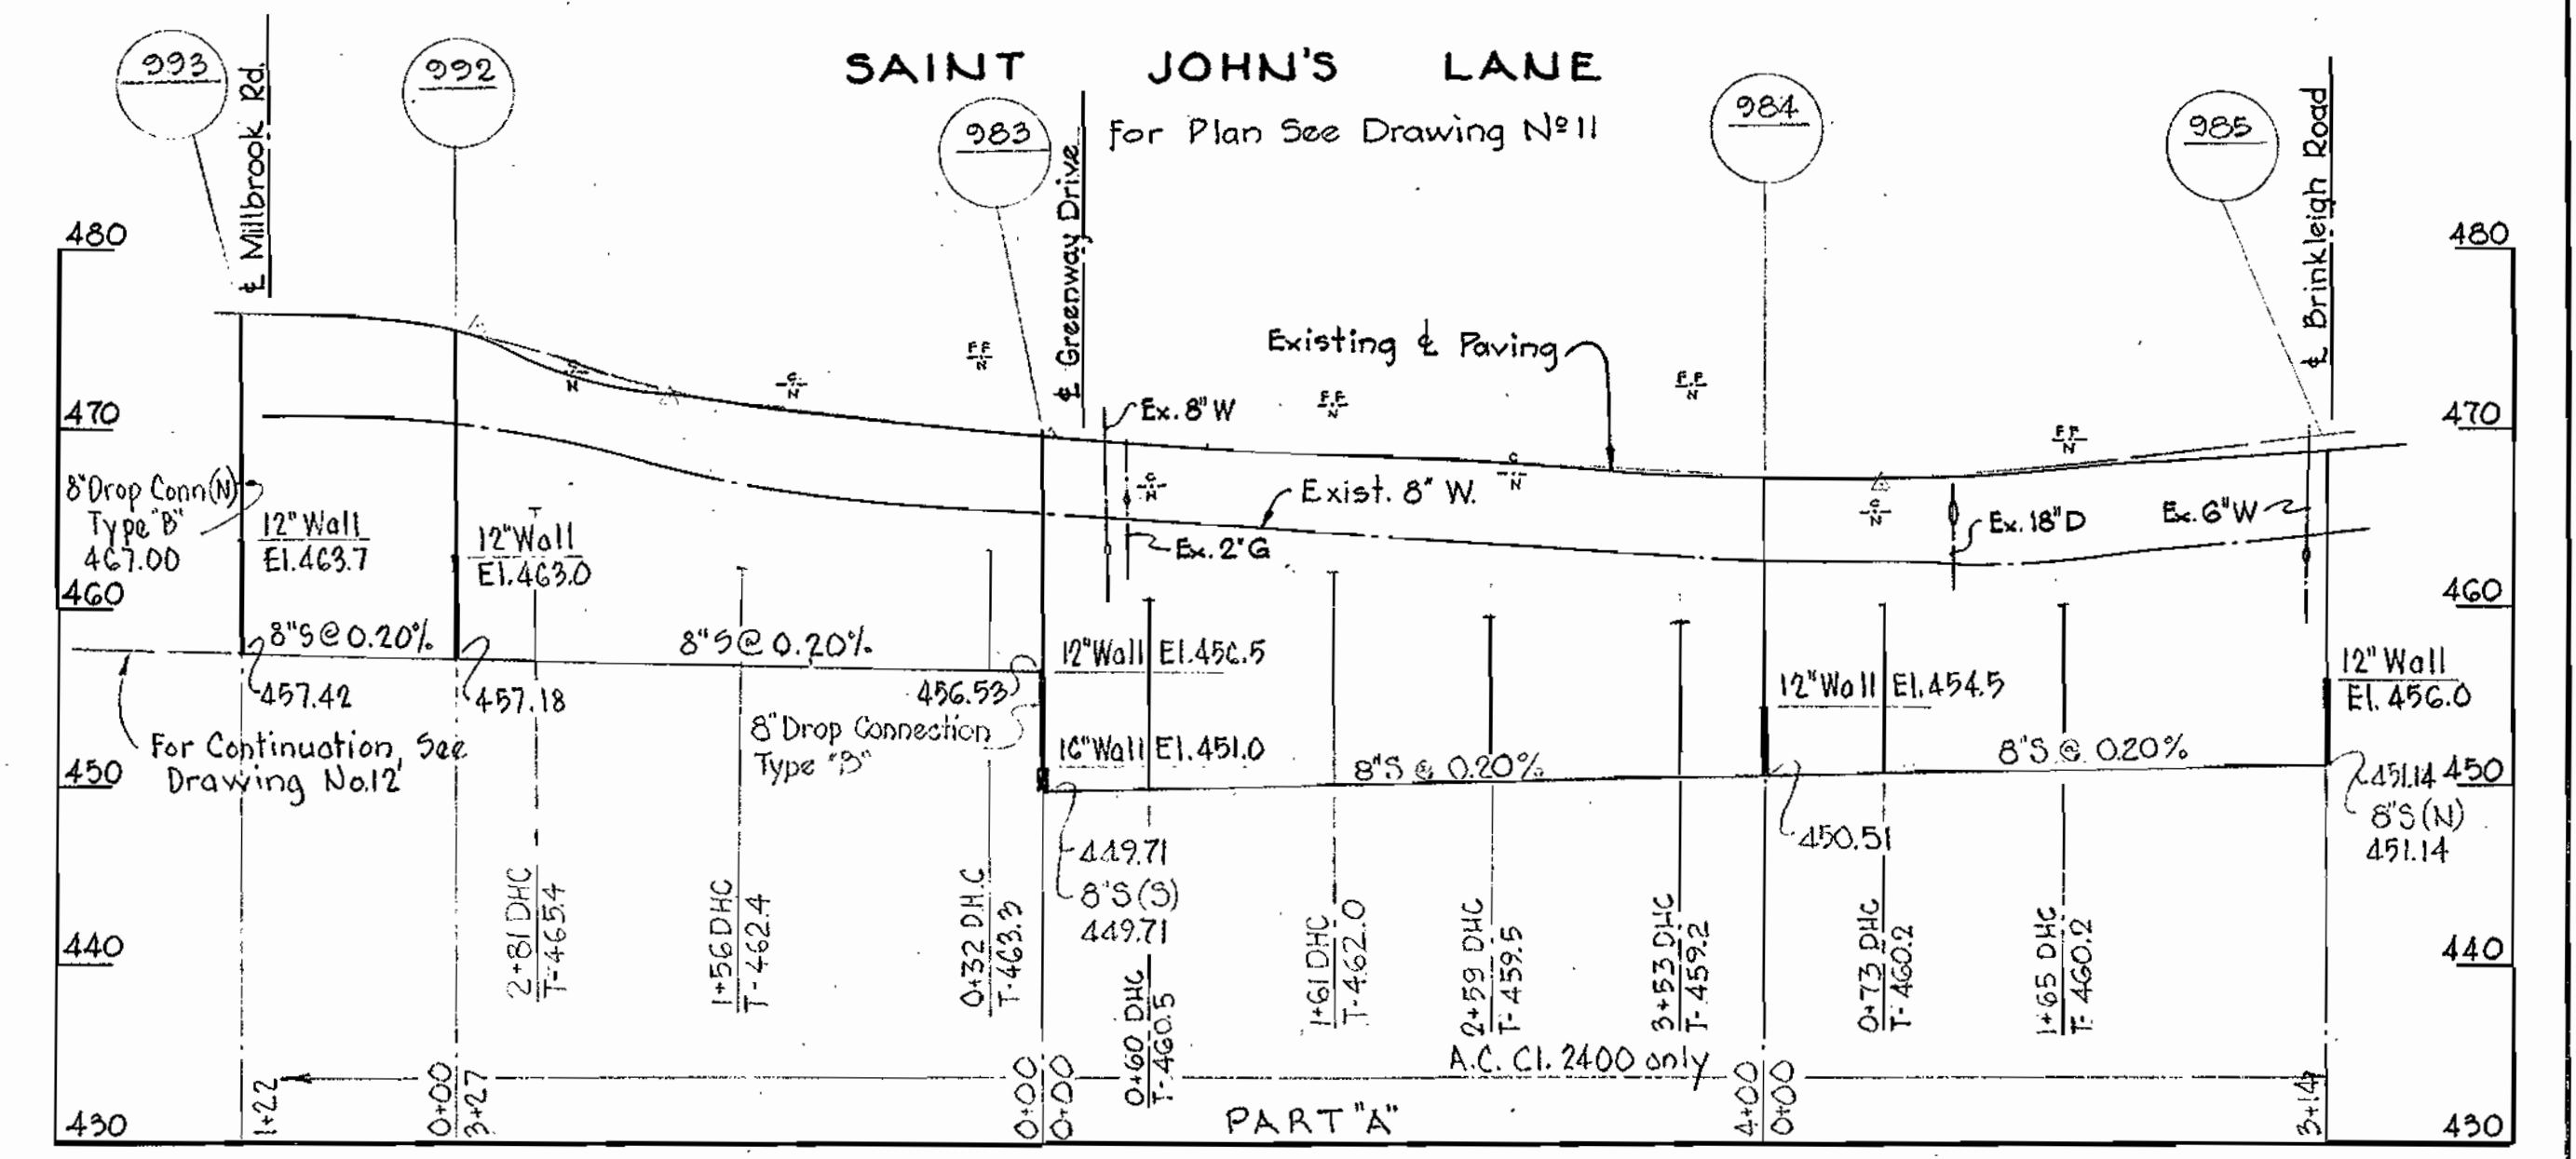 SAINT JOHN'S LANE
For Plan See Drawing Nº 11
993
℄ Millbrook Rd.
992
983
℄ Greenway Drive
984
985
℄ Brinkleigh Road
480
470
460
450
440
430
480
470
460
450
440
430
8" Drop Conn(N)
Type "B"
467.00
12" Wall
El. 463.7
12" Wall
El. 463.0
8"S @ 0.20%
8"S @ 0.20%
457.42
457.18
456.53
For Continuation, See
Drawing No. 12
8" Drop Connection
Type "B"
C
N
C
N
F.F
N
Ex. 8" W
C
N
Ex. 2" G
F.F
N
Existing ℄ Paving
Exist. 8" W.
C
N
F.F
N
C
N
Ex. 18" D
F.F
N
Ex. 6" W
12" Wall El. 456.5
16" Wall El. 451.0
8"S @ 0.20%
12" Wall El. 454.5
8"S @ 0.20%
12" Wall
El. 456.0
449.71
8"S (S)
449.71
450.51
451.14
8"S (N)
451.14
2+81 DHC
T-465.4
1+56 DHC
T-462.4
0+32 D.H.C
T-463.3
0+60 DHC
T-460.5
1+61 DHC
T-462.0
2+59 DHC
T-459.5
3+53 DHC
T-459.2
0+73 DHC
T-460.2
1+65 DHC
T-460.2
A.C. Cl. 2400 only
1+22
0+00
3+27
0+00
0+00
4+00
0+00
3+14
PART "A"